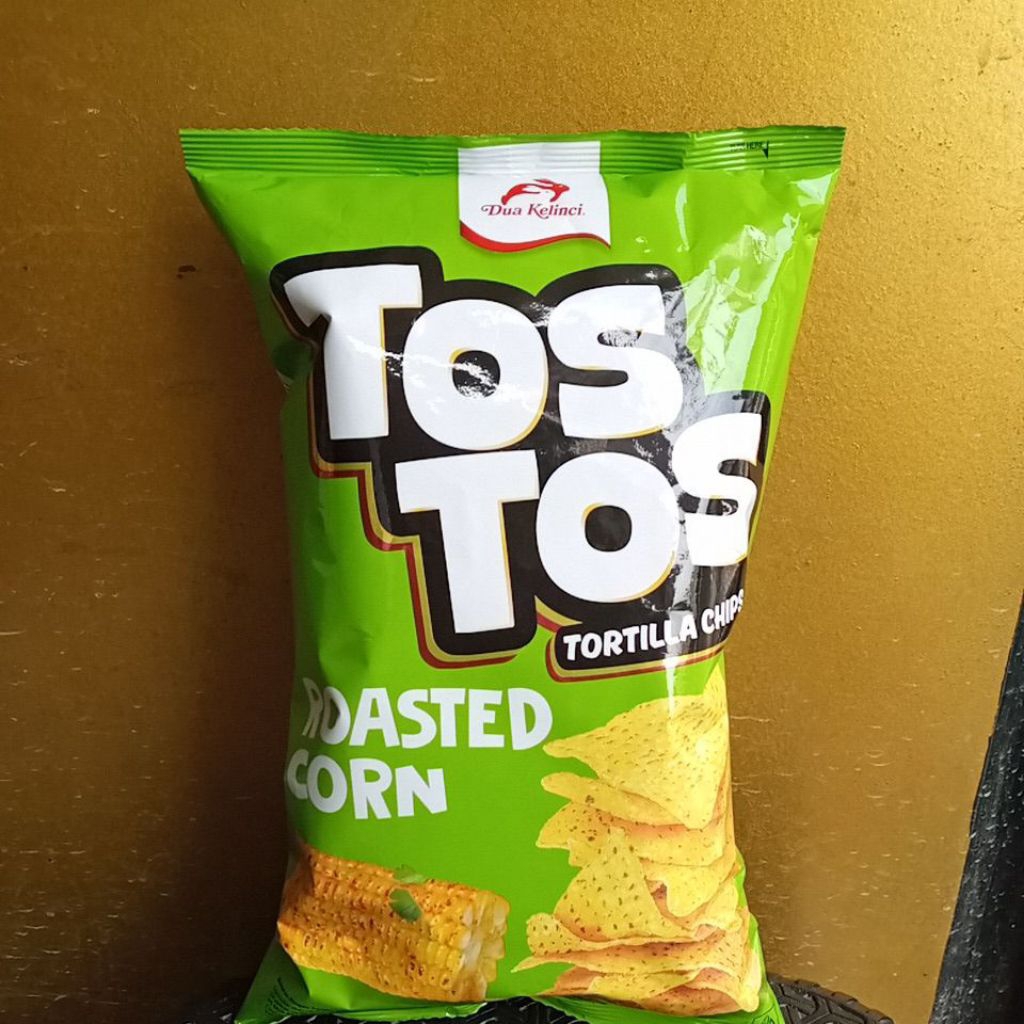 Dua Kelinci
TOS
TOS
TORTILLA CHIPS
ROASTED
CORN